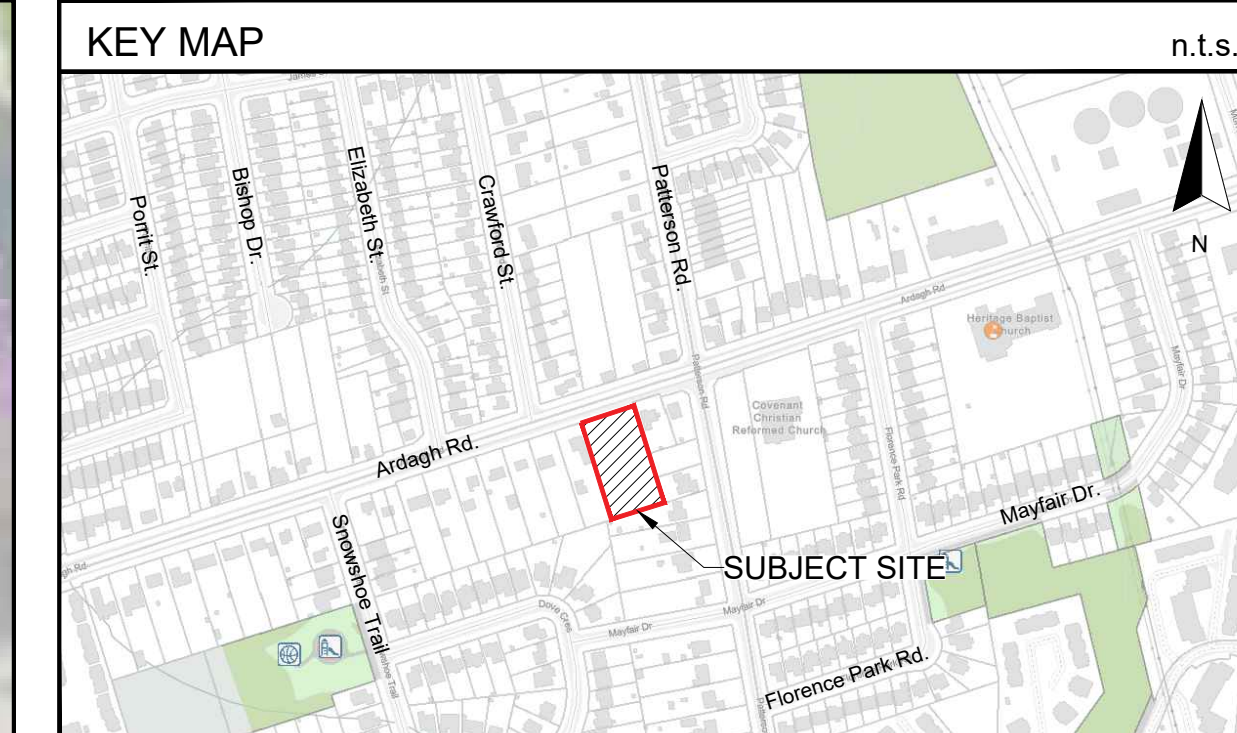 KEY MAP
n.t.s.
Porrit St.
Bishop Dr.
Elizabeth St.
Crawford St.
Patterson Rd.
N
Ardagh Rd
Heritage Baptist
Church
Mayfair Dr
Patterson Rd
Covenant
Christian
Reformed Church
Florence Park Rd
Ardagh Rd.
Mayfair Dr.
Snowshoe Trail
SUBJECT SITE
Dove Cres
Mayfair Dr
Mayfair Dr
Florence Park Rd.